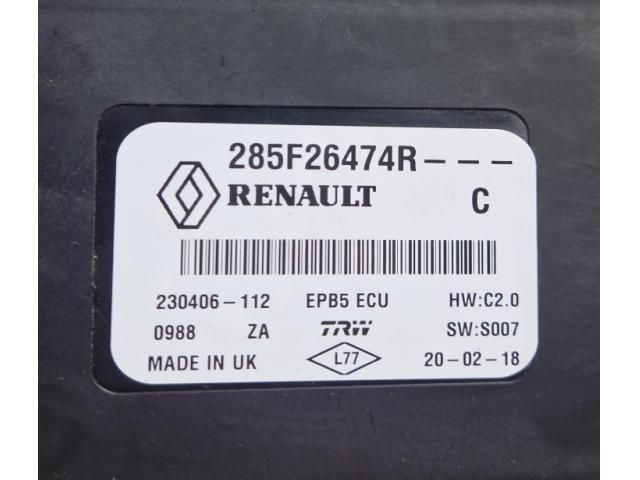 285F26474R---
RENAULT C
230406-112 EPB5 ECU HW:C2.0
0988 ZA TRW SW:S007
MADE IN UK L77 20-02-18